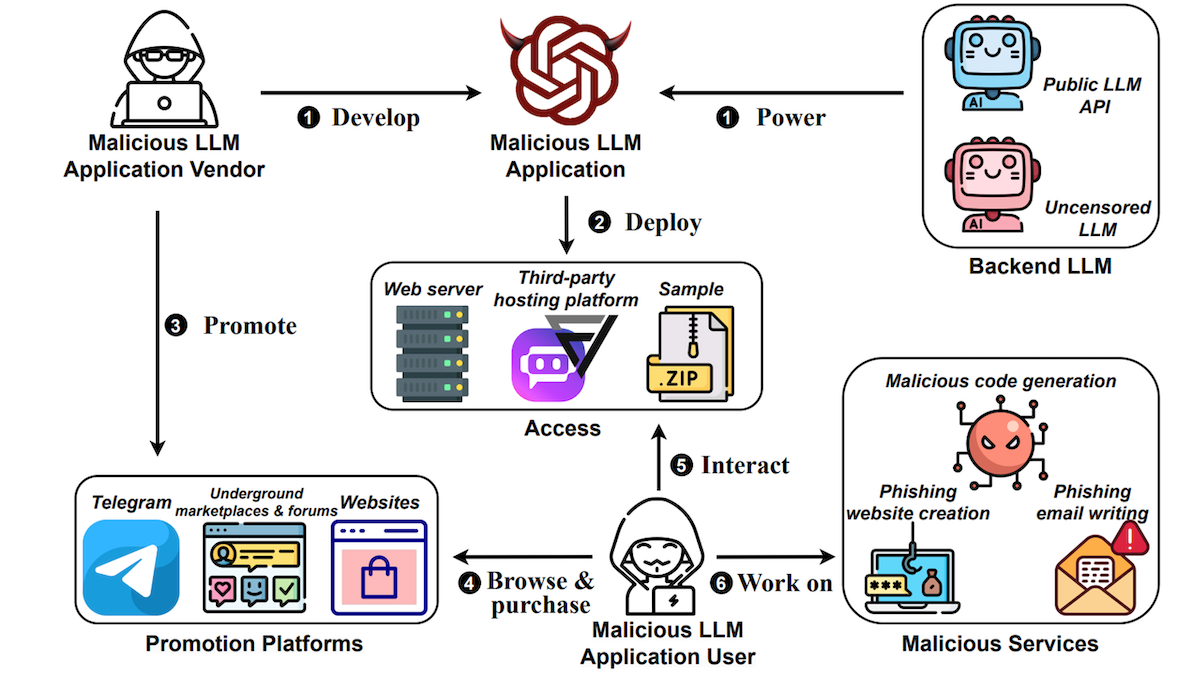 Malicious LLM
Application Vendor
❶ Develop
Malicious LLM
Application
❶ Power
Public LLM
API
AI
Uncensored
LLM
AI
Backend LLM
❷ Deploy
Web server
Third-party
hosting platform
Sample
.ZIP
Access
❸ Promote
Telegram
Underground
marketplaces & forums
Websites
Promotion Platforms
❹ Browse &
purchase
❺ Interact
Malicious LLM
Application User
❻ Work on
Malicious code generation
Phishing
website creation
***
Phishing
email writing
!
Malicious Services